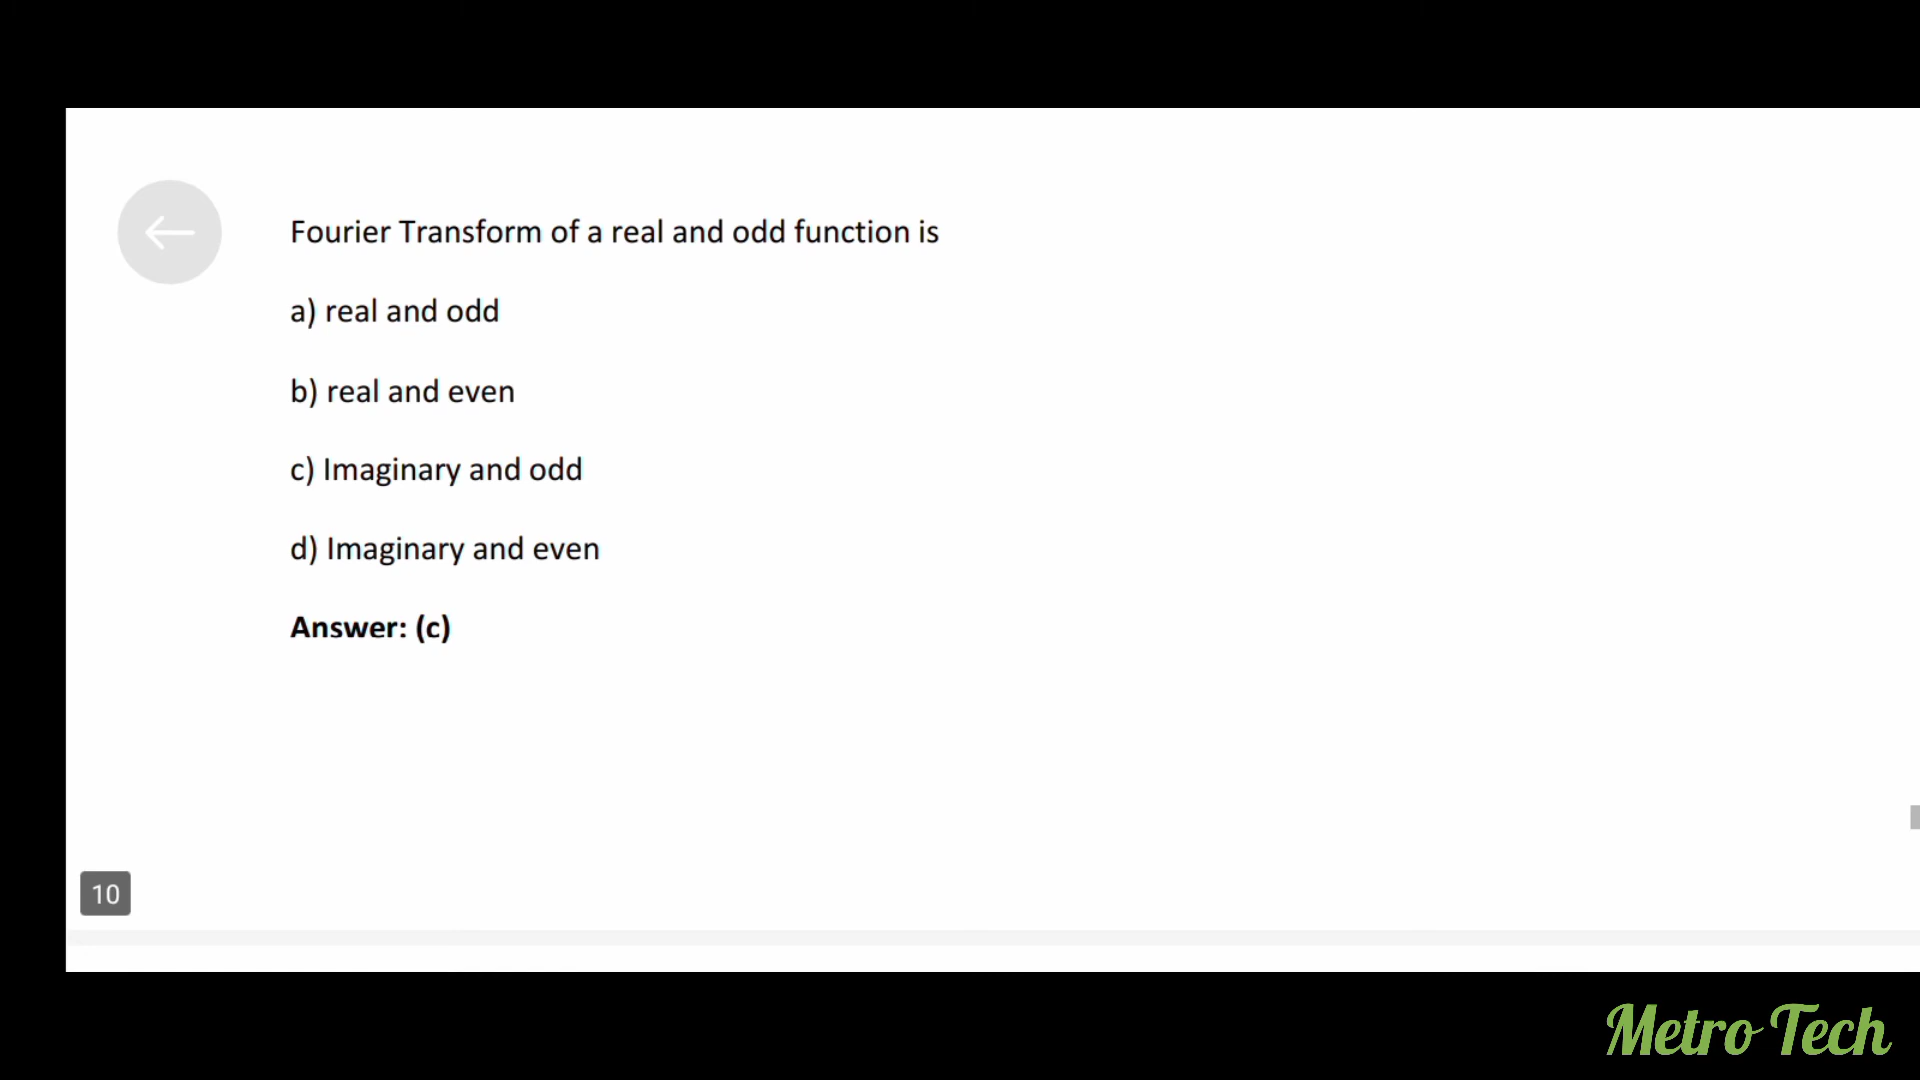 Fourier Transform of a real and odd function is
a) real and odd
b) real and even
c) Imaginary and odd
d) Imaginary and even
Answer: (c)
10
Metro Tech